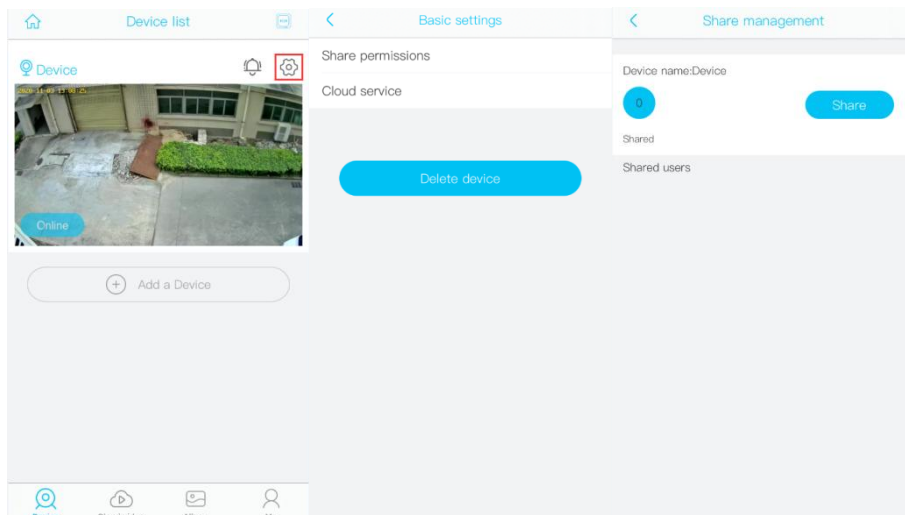 Device list
Device
Online
Add a Device
Basic settings
Share permissions
Cloud service
Delete device
Share management
Device name:Device
0
Share
Shared
Shared users